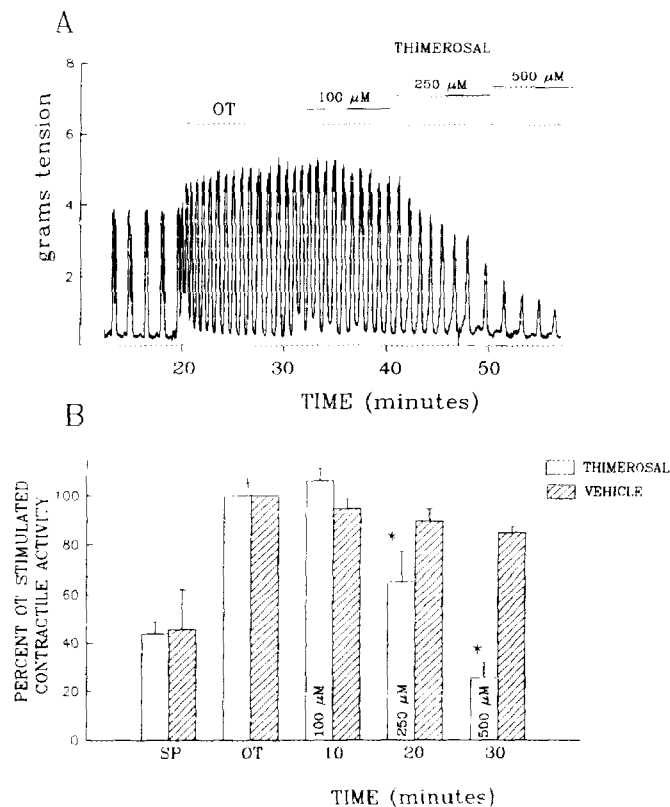 A
THIMEROSAL
500 µM
250 µM
100 µM
OT
8
6
4
2
grams tension
20 30 40 50
TIME (minutes)
B
THIMEROSAL
VEHICLE
PERCENT OT STIMULATED
CONTRACTILE ACTIVITY
100
80
60
40
20
0
*
*
100 µM
250 µM
500 µM
SP OT 10 20 30
TIME (minutes)